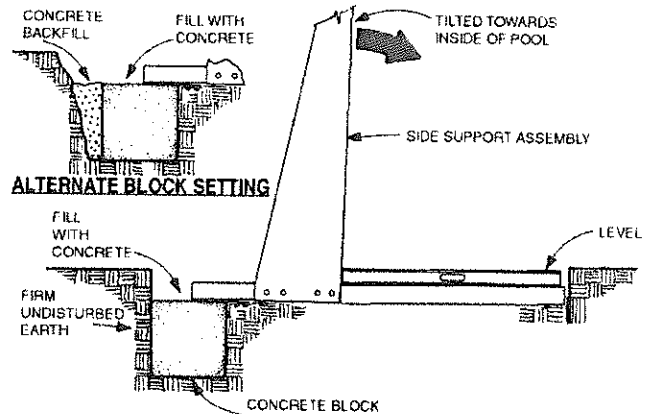 CONCRETE
BACKFILL
FILL WITH
CONCRETE
TILTED TOWARDS
INSIDE OF POOL
SIDE SUPPORT ASSEMBLY
ALTERNATE BLOCK SETTING
FILL
WITH
CONCRETE
LEVEL
FIRM
UNDISTURBED
EARTH
CONCRETE BLOCK